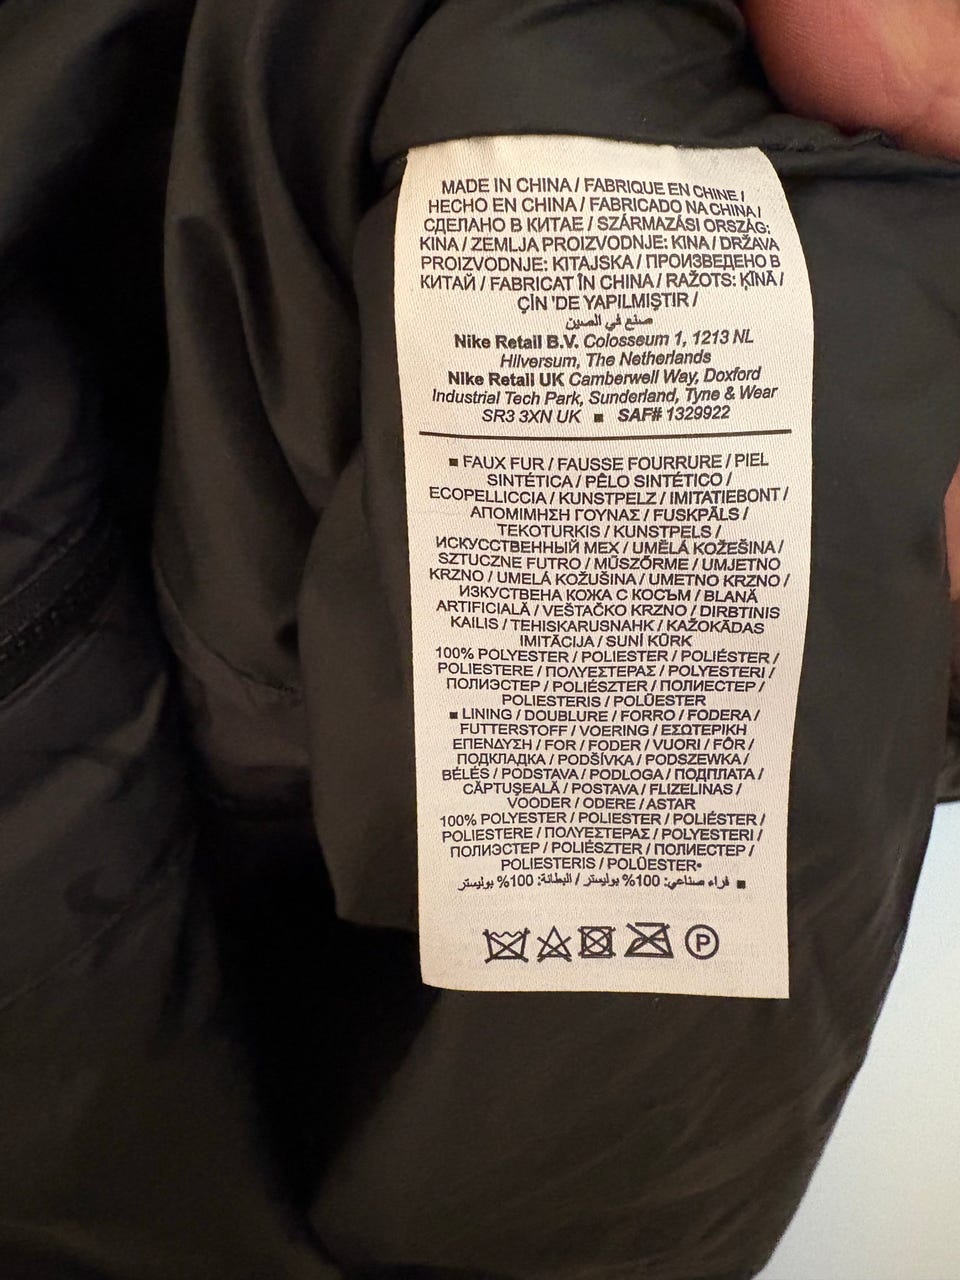 MADE IN CHINA / FABRIQUE EN CHINE /
HECHO EN CHINA / FABRICADO NA CHINA /
СДЕЛАНО В КИТАЕ / SZÁRMAZÁSI ORSZÁG:
KINA / ZEMLJA PROIZVODNJE: KINA / DRŽAVA
PROIZVODNJE: KITAJSKA / ПРОИЗВЕДЕНО В
КИТАЙ / FABRICAT ÎN CHINA / RAŽOTS: ĶĪNĀ /
ÇİN 'DE YAPILMIŞTIR /
صنع في الصين
Nike Retail B.V. Colosseum 1, 1213 NL
Hilversum, The Netherlands
Nike Retail UK Camberwell Way, Doxford
Industrial Tech Park, Sunderland, Tyne & Wear
SR3 3XN UK ■ SAF# 1329922
■ FAUX FUR / FAUSSE FOURRURE / PIEL
SINTÉTICA / PÊLO SINTÉTICO /
ECOPELLICCIA / KUNSTPELZ / IMITATIEBONT /
ΑΠΟΜΙΜΗΣΗ ΓΟΥΝΑΣ / FUSKPÄLS /
TEKOTURKIS / KUNSTPELS /
ИСКУССТВЕННЫЙ МЕХ / UMĚLÁ KOŽEŠINA /
SZTUCZNE FUTRO / MŰSZŐRME / UMJETNO
KRZNO / UMELÁ KOŽUŠINA / UMETNO KRZNO /
ИЗКУСТВЕНА КОЖА С КОСЪМ / BLANĂ
ARTIFICIALĂ / VEŠTAČKO KRZNO / DIRBTINIS
KAILIS / TEHISKARUSNAHK / KAŽOKĀDAS
IMITĀCIJA / SUNİ KÜRK
100% POLYESTER / POLIESTER / POLIÉSTER /
POLIESTERE / ΠΟΛΥΕΣΤΕΡΑΣ / POLYESTERI /
ПОЛИЭСТЕР / POLIÉSZTER / ПОЛИЕСТЕР /
POLIESTERIS / POLÜESTER
■ LINING / DOUBLURE / FORRO / FODERA /
FUTTERSTOFF / VOERING / ΕΣΩΤΕΡΙΚΗ
ΕΠΕΝΔΥΣΗ / FOR / FODER / VUORI / FÔR /
ПОДКЛАДКА / PODŠÍVKA / PODSZEWKA /
BÉLÉS / PODSTAVA / PODLOGA / ПОДПЛАТА /
CĂPTUŞEALĂ / POSTAVA / FLIZELINAS /
VOODER / ODERE / ASTAR
100% POLYESTER / POLIESTER / POLIÉSTER /
POLIESTERE / ΠΟΛΥΕΣΤΕΡΑΣ / POLYESTERI /
ПОЛИЭСТЕР / POLIÉSZTER / ПОЛИЕСТЕР /
POLIESTERIS / POLÜESTER•
■ فراء صناعي: 100% بوليستر / البطانة: 100% بوليستر
P